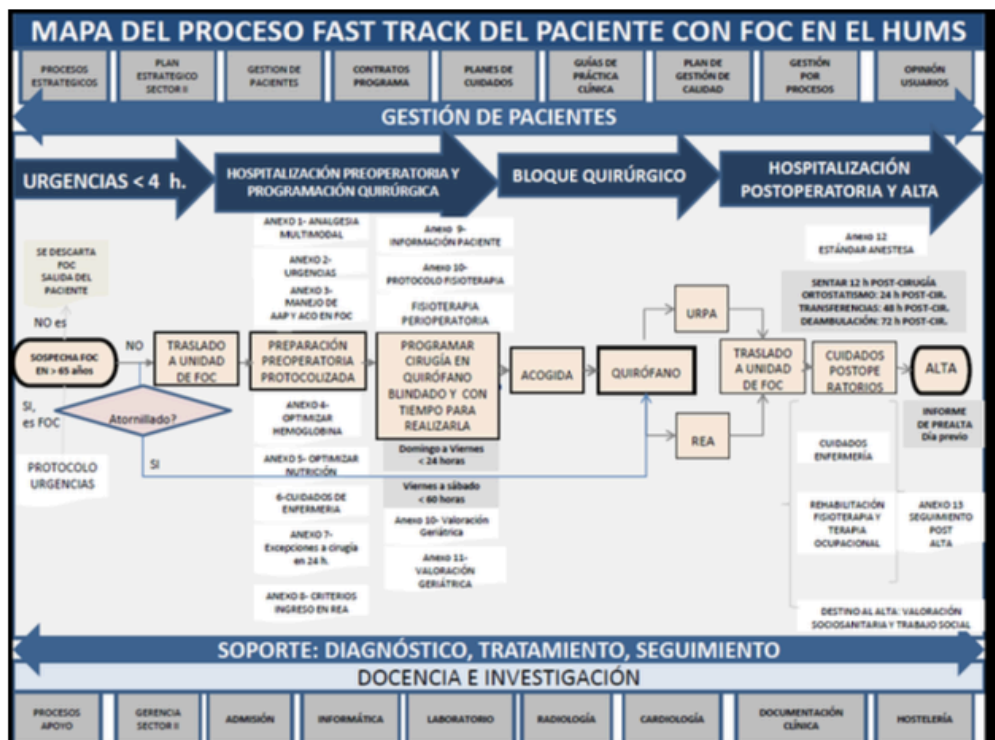 MAPA DEL PROCESO FAST TRACK DEL PACIENTE CON FOC EN EL HUMS
PROCESOS
ESTRATEGICOS
PLAN
ESTRATEGICO
SECTOR II
GESTION DE
PACIENTES
CONTRATOS
PROGRAMA
PLANES DE
CUIDADOS
GUÍAS DE
PRÁCTICA
CLÍNICA
PLAN DE
GESTIÓN DE
CALIDAD
GESTIÓN
POR
PROCESOS
OPINIÓN
USUARIOS
GESTIÓN DE PACIENTES
URGENCIAS < 4 h.
HOSPITALIZACIÓN PREOPERATORIA Y
PROGRAMACIÓN QUIRÚRGICA
BLOQUE QUIRÚRGICO
HOSPITALIZACIÓN
POSTOPERATORIA Y ALTA
SE DESCARTA
FOC
SALIDA DEL
PACIENTE
NO es
SOSPECHA FOC
EN > 65 años
SI,
es FOC
PROTOCOLO
URGENCIAS
NO
Atornillado?
SI
TRASLADO
A UNIDAD
DE FOC
ANEXO 1- ANALGESIA
MULTIMODAL
ANEXO 2-
URGENCIAS
ANEXO 3-
MANEJO DE
AAP Y ACO EN FOC
PREPARACIÓN
PREOPERATORIA
PROTOCOLIZADA
ANEXO 4-
OPTIMIZAR
HEMOGLOBINA
ANEXO 5- OPTIMIZAR
NUTRICIÓN
6-CUIDADOS DE
ENFERMERIA
ANEXO 7-
Excepciones a cirugía
en 24 h.
ANEXO 8- CRITERIOS
INGRESO EN REA
Anexo 9-
INFORMACIÓN PACIENTE
Anexo 10-
PROTOCOLO FISIOTERAPIA
FISIOTERAPIA
PERIOPERATORIA
PROGRAMAR
CIRUGÍA EN
QUIRÓFANO
BLINDADO Y CON
TIEMPO PARA
REALIZARLA
Domingo a Viernes
< 24 horas
Viernes a sábado
< 60 horas
Anexo 10- Valoración
Geriátrica
Anexo 11-
VALORACIÓN
GERIÁTRICA
ACOGIDA
QUIRÓFANO
URPA
REA
TRASLADO
A UNIDAD
DE FOC
Anexo 12
ESTÁNDAR ANESTESA
SENTAR 12 h POST-CIRUGÍA
ORTOSTATISMO: 24 h POST-CIR.
TRANSFERENCIAS: 48 h POST-CIR.
DEAMBULACIÓN: 72 h POST-CIR.
CUIDADOS
POSTOPE
RATORIOS
ALTA
INFORME
DE PREALTA
Día previo
CUIDADOS
ENFERMERÍA
REHABILITACIÓN
FISIOTERAPIA Y
TERAPIA
OCUPACIONAL
ANEXO 13
SEGUIMIENTO
POST
ALTA
DESTINO AL ALTA: VALORACIÓN
SOCIOSANITARIA Y TRABAJO SOCIAL
SOPORTE: DIAGNÓSTICO, TRATAMIENTO, SEGUIMIENTO
DOCENCIA E INVESTIGACIÓN
PROCESOS
APOYO
GERENCIA
SECTOR II
ADMISIÓN
INFORMÁTICA
LABORATORIO
RADIOLOGÍA
CARDIOLOGÍA
DOCUMENTACIÓN
CLÍNICA
HOSTELERÍA